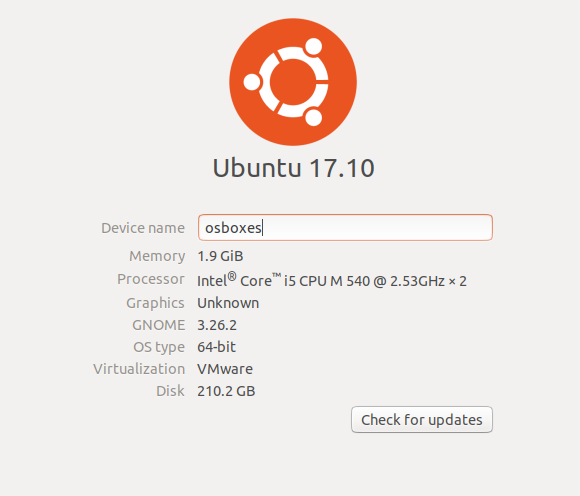 Ubuntu 17.10
Device name osboxes
Memory 1.9 GiB
Processor Intel® Core™ i5 CPU M 540 @ 2.53GHz × 2
Graphics Unknown
GNOME 3.26.2
OS type 64-bit
Virtualization VMware
Disk 210.2 GB
Check for updates